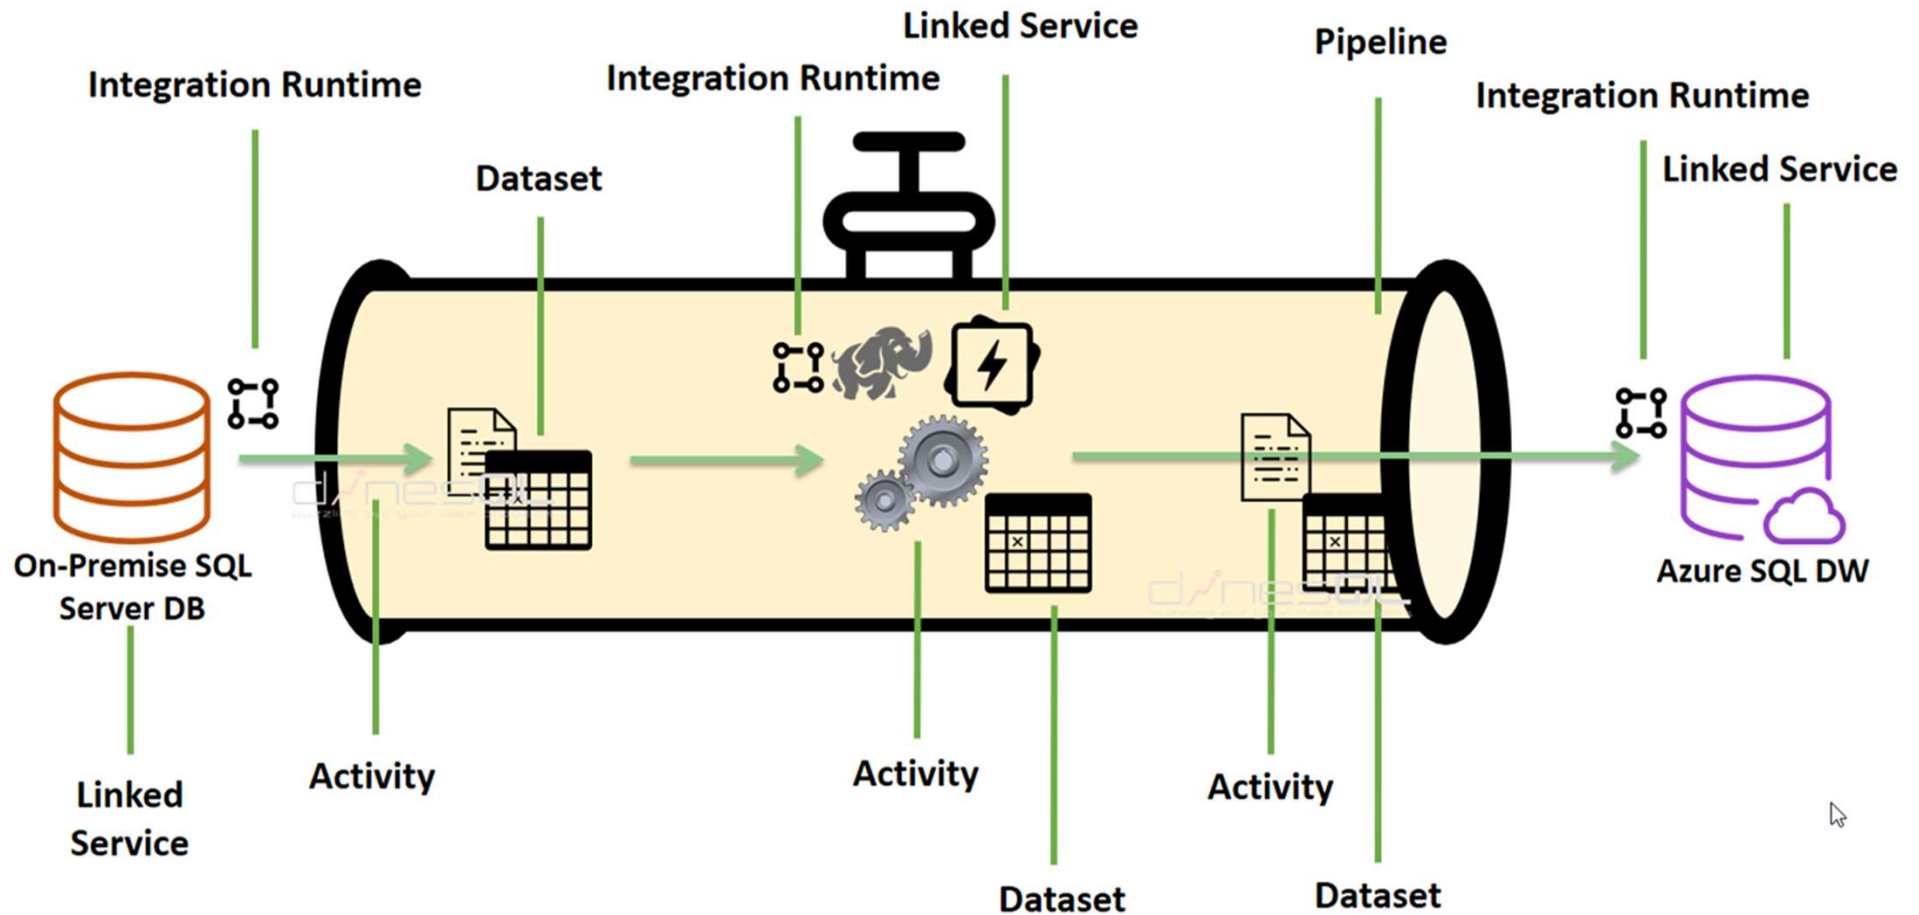 Linked Service
Pipeline
Integration Runtime
Integration Runtime
Integration Runtime
Linked Service
Dataset
On-Premise SQL
Server DB
Azure SQL DW
Linked
Service
Activity
Activity
Activity
Dataset
Dataset